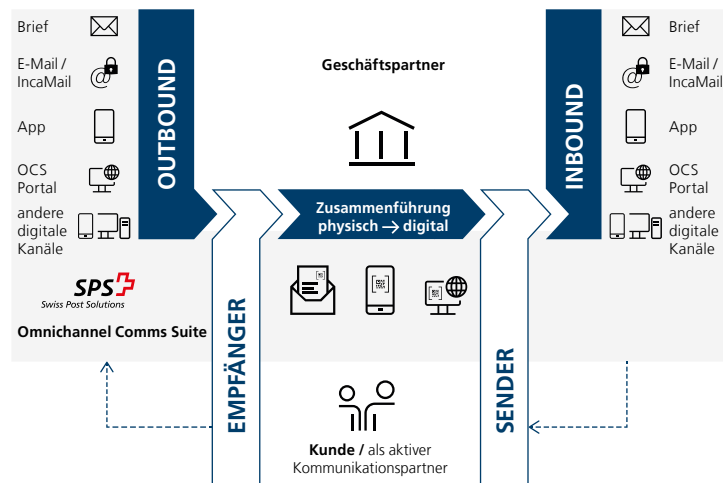 Brief
E-Mail /
IncaMail
App
OCS
Portal
andere
digitale
Kanäle
OUTBOUND
Geschäftspartner
INBOUND
Brief
E-Mail /
IncaMail
App
OCS
Portal
andere
digitale
Kanäle
Zusammenführung
physisch → digital
SPS
Swiss Post Solutions
Omnichannel Comms Suite
EMPFÄNGER
SENDER
Kunde / als aktiver
Kommunikationspartner